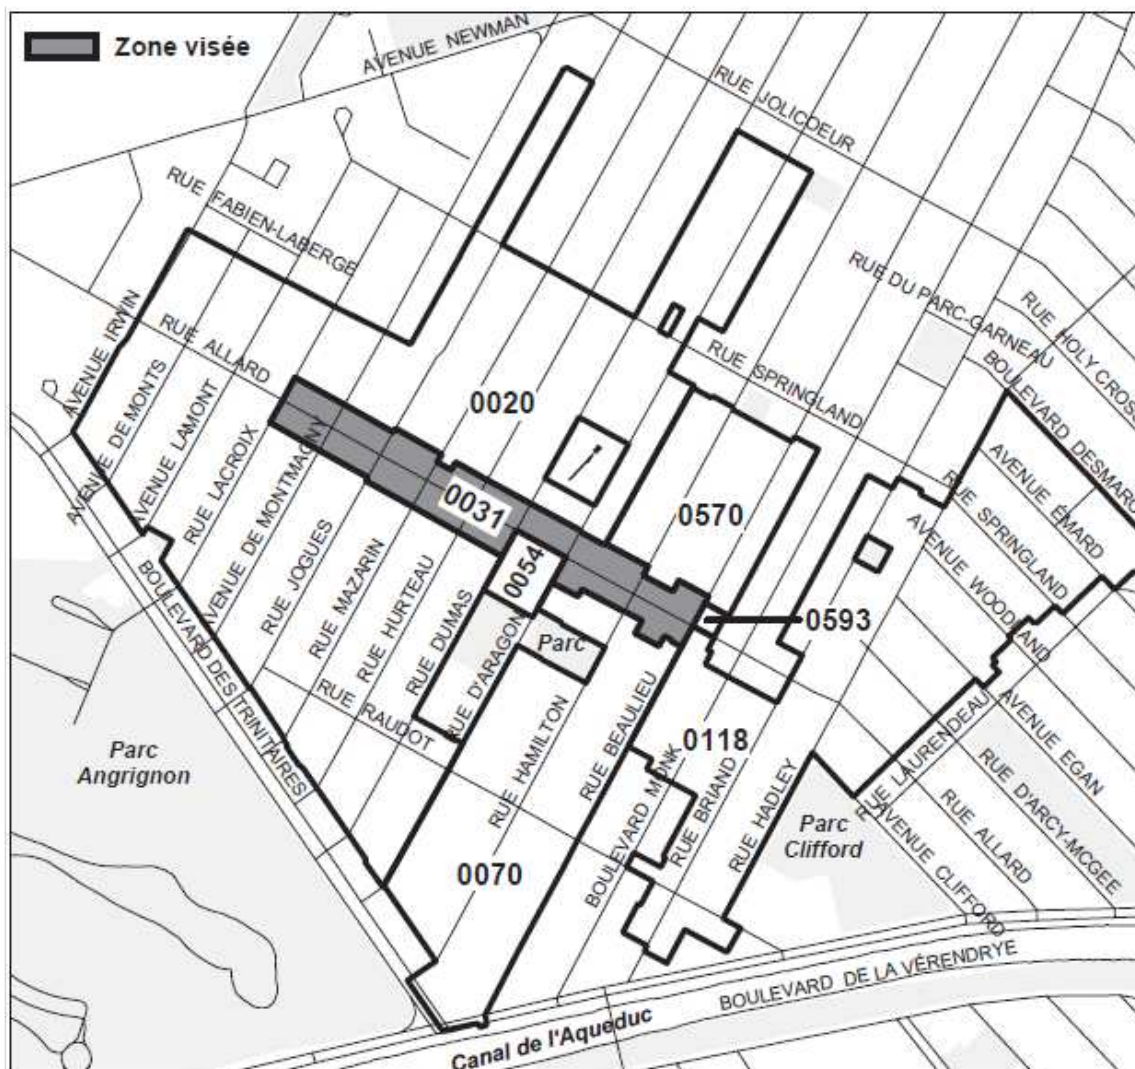 Zone visée
AVENUE NEWMAN
RUE JOLICOEUR
RUE FABIEN-LABERGE
RUE DU PARC-GARNEAU
RUE HOLY CROSS
BOULEVARD DESMARC
AVENUE IRWIN
RUE ALLARD
RUE SPRINGLAND
AVENUE DE MONTS
AVENUE LAMONT
RUE LACROIX
AVENUE DE MONTMAGNY
0020
0031
0570
AVENUE ÉMARD
RUE SPRINGLAND
AVENUE WOODLAND
0054
0593
BOULEVARD DES TRINITAIRES
RUE JOGUES
RUE MAZARIN
RUE HURTEAU
RUE DUMAS
RUE D'ARAGON
Parc
RUE RAUDOT
RUE HAMILTON
RUE BEAULIEU
0118
BOULEVARD MONK
RUE BRIAND
RUE HADLEY
Parc
Angrignon
Parc
Clifford
LAURENDEAU
AVENUE EGAN
RUE D'ARCY-MCGEE
RUE ALLARD
AVENUE CLIFFORD
0070
BOULEVARD DE LA VÉRENDRYE
Canal de l'Aqueduc